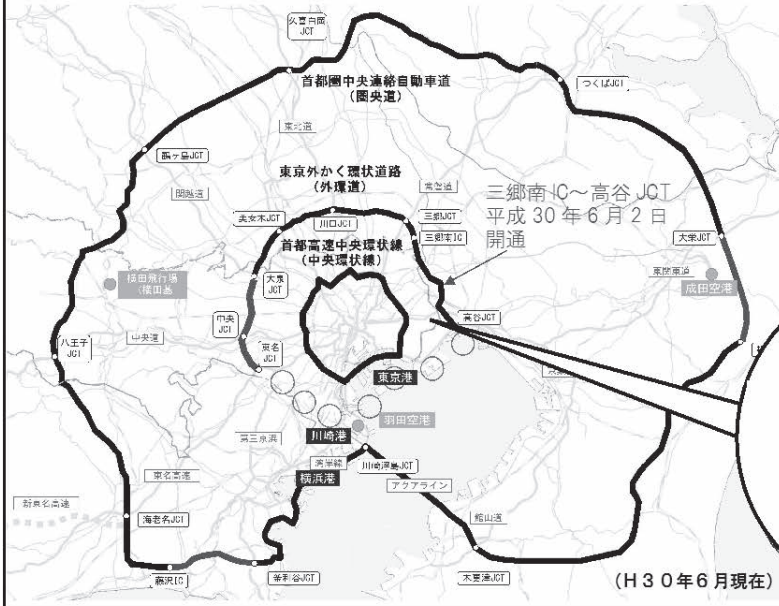 久喜白岡
JCT
首都圏中央連絡自動車道
（圏央道）
つくばJCT
東北道
鶴ヶ島JCT
関越道
東京外かく環状道路
（外環道）
常磐道
三郷南IC～高谷JCT
平成30年6月2日
開通
美女木JCT
川口JCT
三郷JCT
三郷南IC
首都高速中央環状線
（中央環状線）
大栄JCT
東関東道
成田空港
大泉
JCT
横田飛行場
中央
JCT
高谷JCT
八王子
JCT
中央道
東名
JCT
東京港
羽田空港
川崎港
第三京浜
湾岸線
川崎浮島JCT
横浜港
東名高速
アクアライン
新東名高速
海老名JCT
館山道
藤沢IC
釜利谷JCT
木更津JCT
（H30年6月現在）